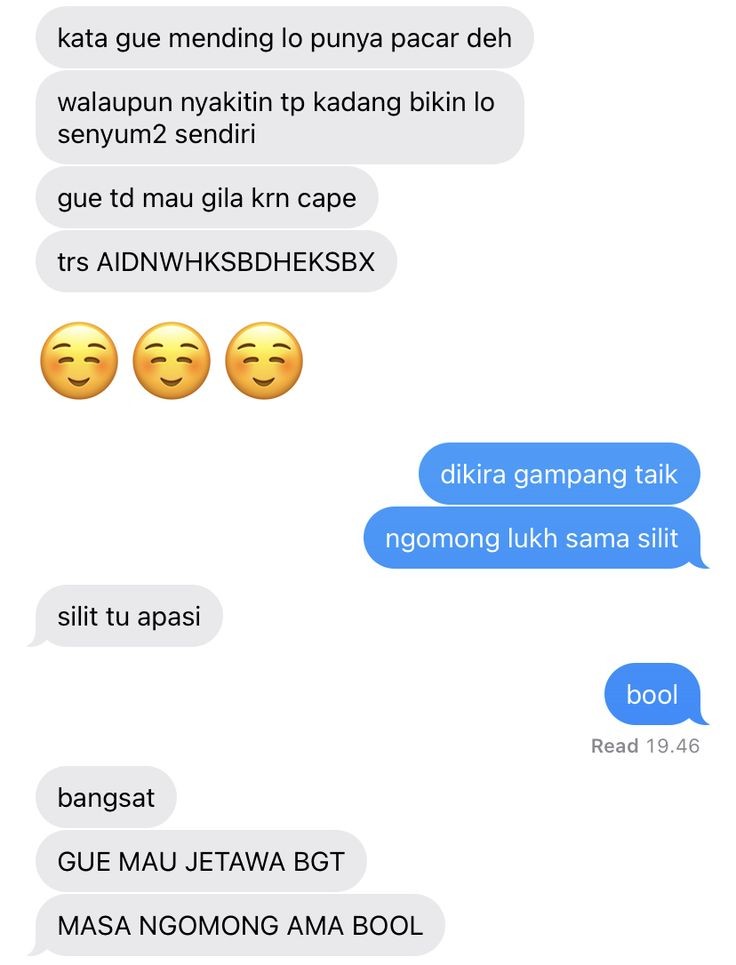 kata gue mending lo punya pacar deh
walaupun nyakitin tp kadang bikin lo
senyum2 sendiri
gue td mau gila krn cape
trs AIDNWHKSBDHEKSBX
dikira gampang taik
ngomong lukh sama silit
silit tu apasi
bool
Read 19.46
bangsat
GUE MAU JETAWA BGT
MASA NGOMONG AMA BOOL